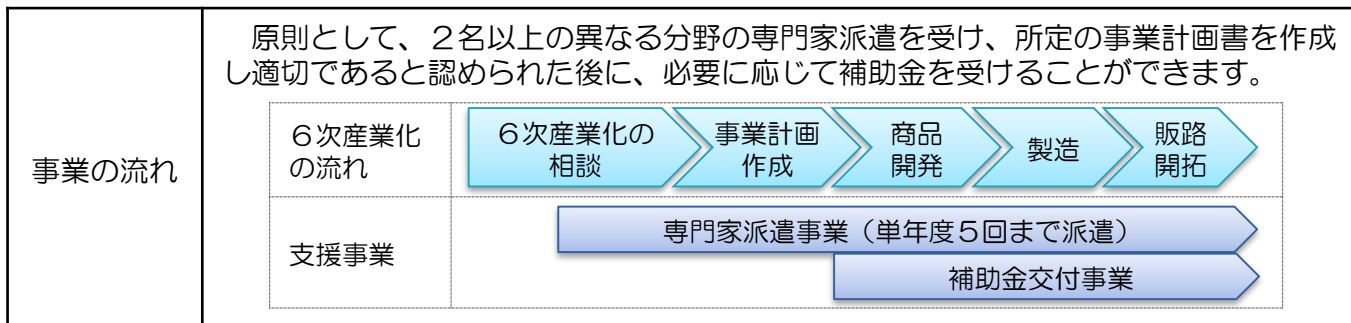 事業の流れ
原則として、２名以上の異なる分野の専門家派遣を受け、所定の事業計画書を作成
し適切であると認められた後に、必要に応じて補助金を受けることができます。
６次産業化
の流れ
６次産業化の
相談
事業計画
作成
商品
開発
製造
販路
開拓
支援事業
専門家派遣事業（単年度５回まで派遣）
補助金交付事業